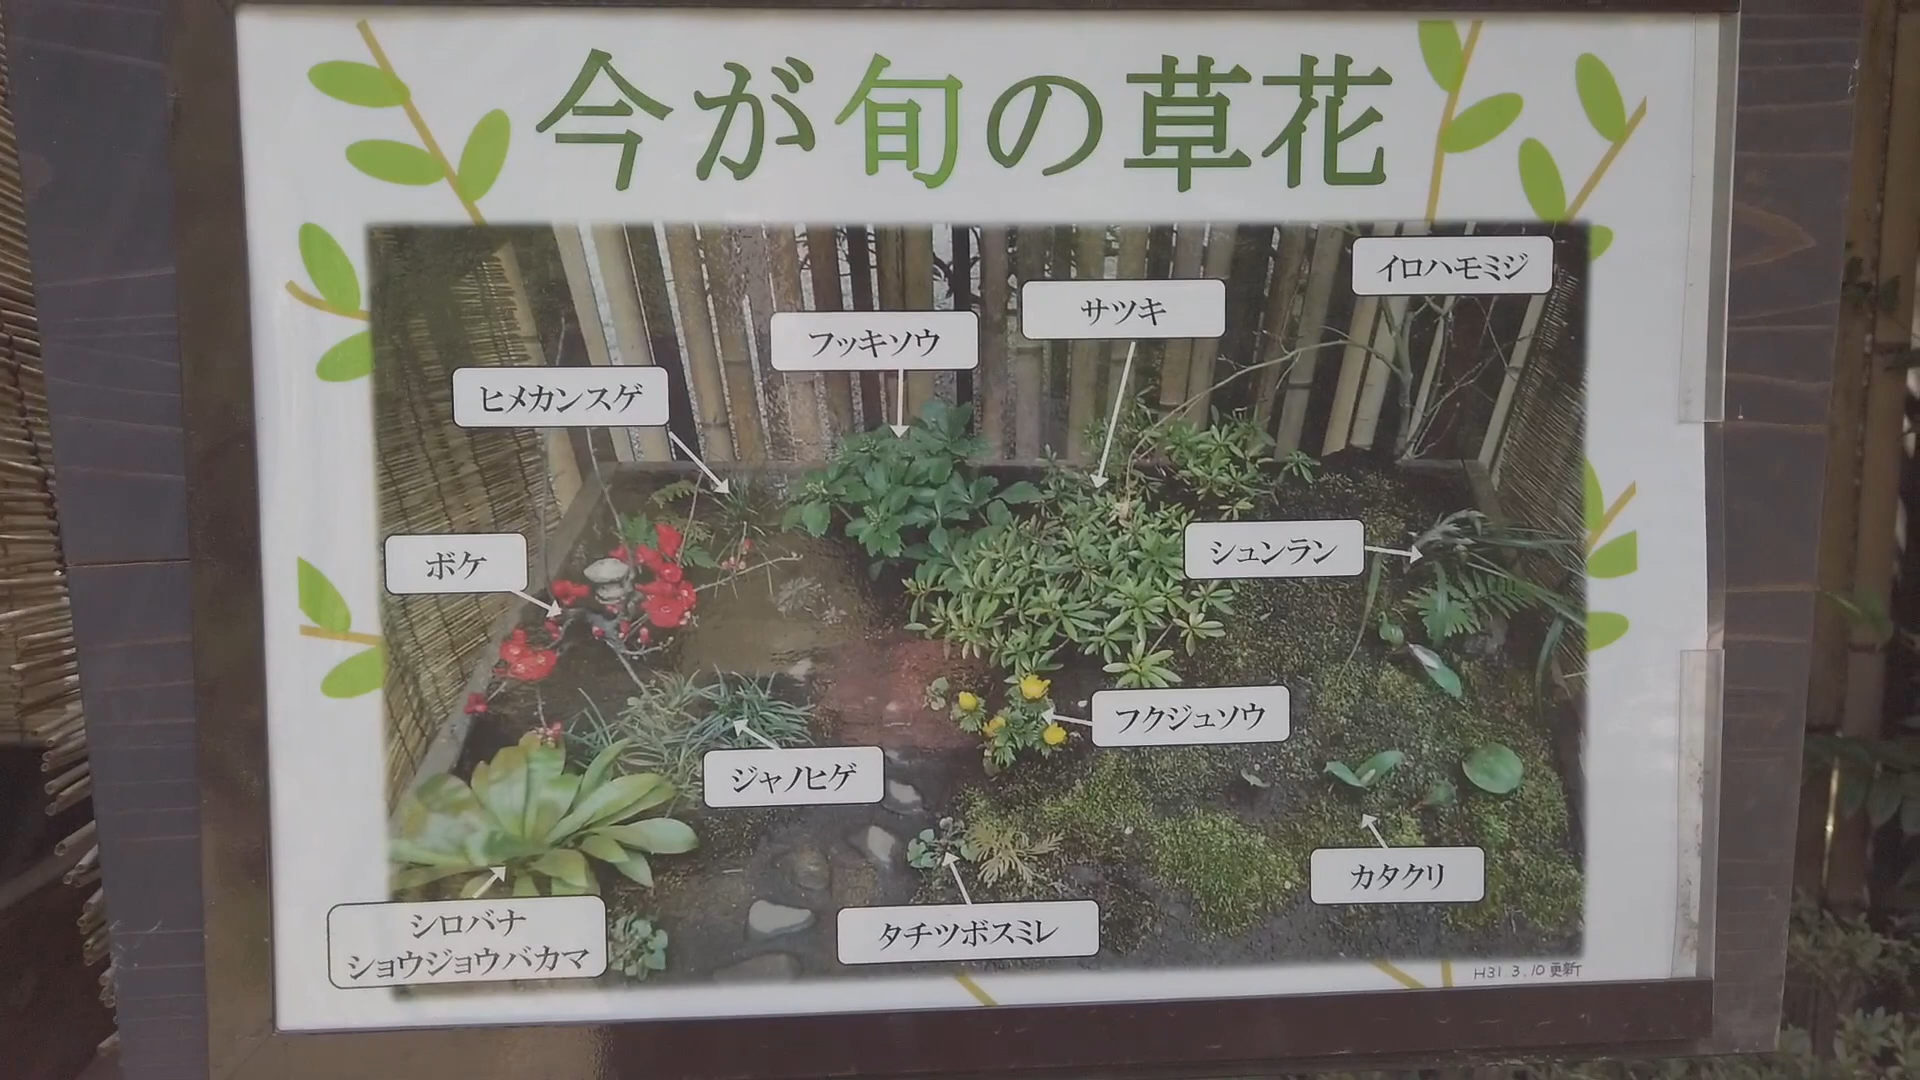 今が旬の草花
イロハモミジ
サツキ
フッキソウ
ヒメカンスゲ
ボケ
シュンラン
フクジュソウ
ジャノヒゲ
カタクリ
タチツボスミレ
シロバナ
ショウジョウバカマ
H31.3.10更新